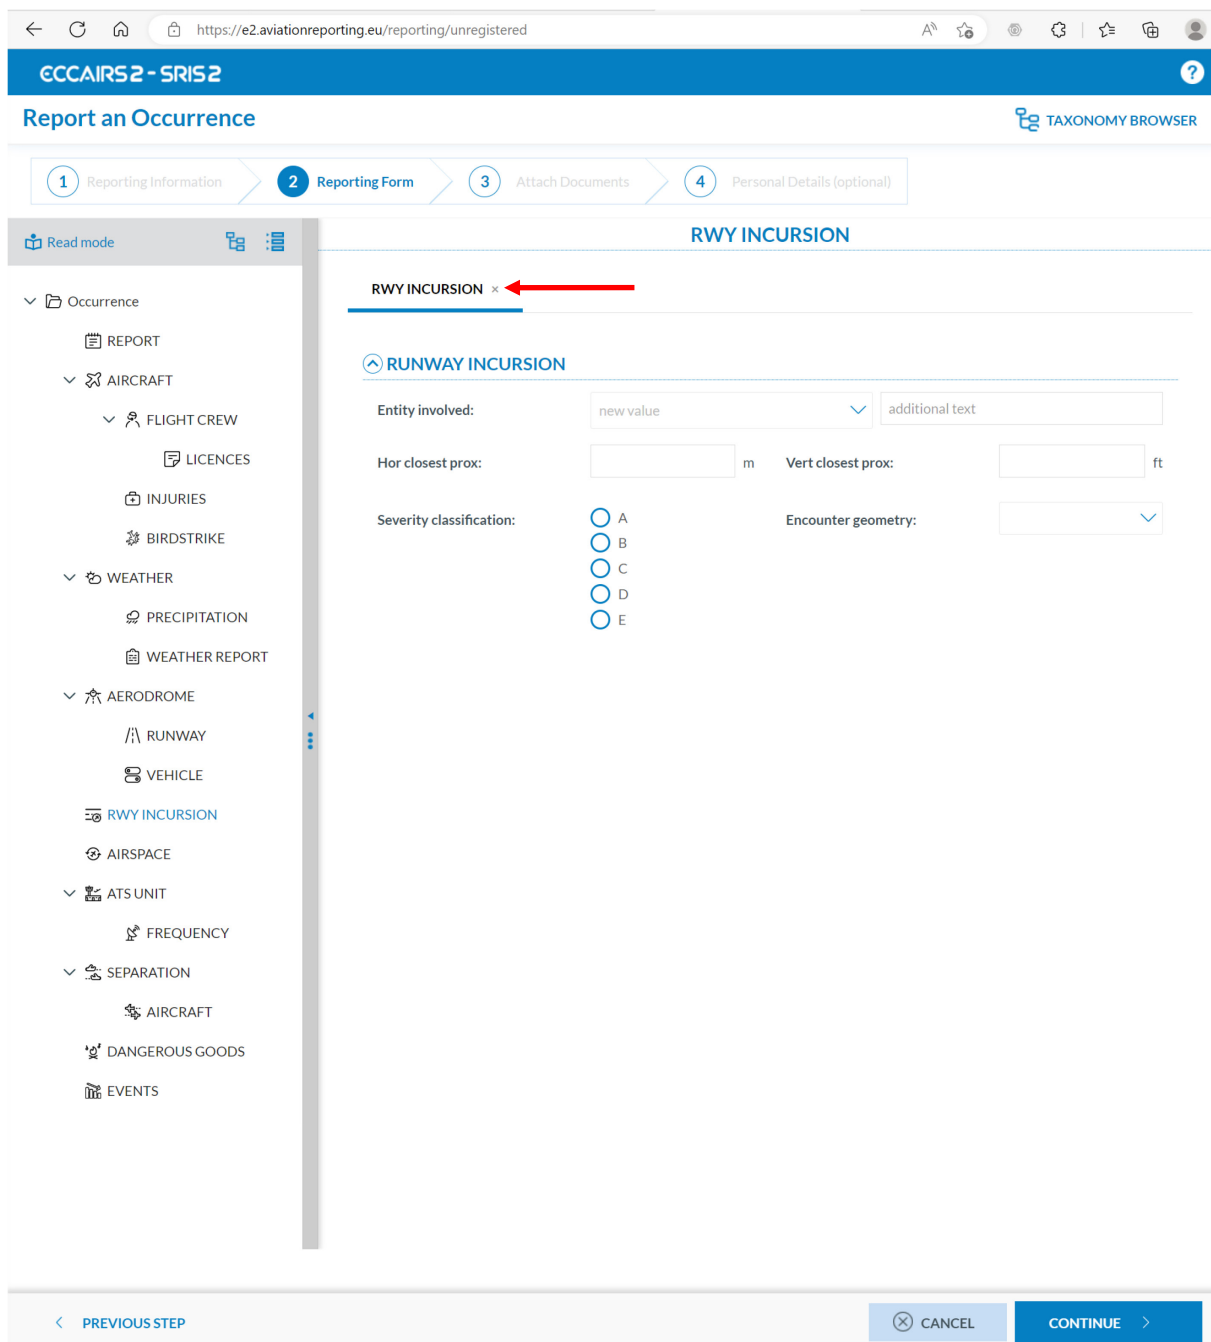 https://e2.aviationreporting.eu/reporting/unregistered
ECCAIRS 2 - SRIS 2
?
Report an Occurrence
TAXONOMY BROWSER
1 Reporting Information
2 Reporting Form
3 Attach Documents
4 Personal Details (optional)
Read mode
RWY INCURSION
RWY INCURSION ×
Occurrence
REPORT
AIRCRAFT
FLIGHT CREW
LICENCES
INJURIES
BIRDSTRIKE
WEATHER
PRECIPITATION
WEATHER REPORT
AERODROME
RUNWAY
VEHICLE
RWY INCURSION
AIRSPACE
ATS UNIT
FREQUENCY
SEPARATION
AIRCRAFT
DANGEROUS GOODS
EVENTS
RUNWAY INCURSION
Entity involved: new value additional text
Hor closest prox: m Vert closest prox: ft
Severity classification: A Encounter geometry:
B
C
D
E
PREVIOUS STEP
CANCEL
CONTINUE